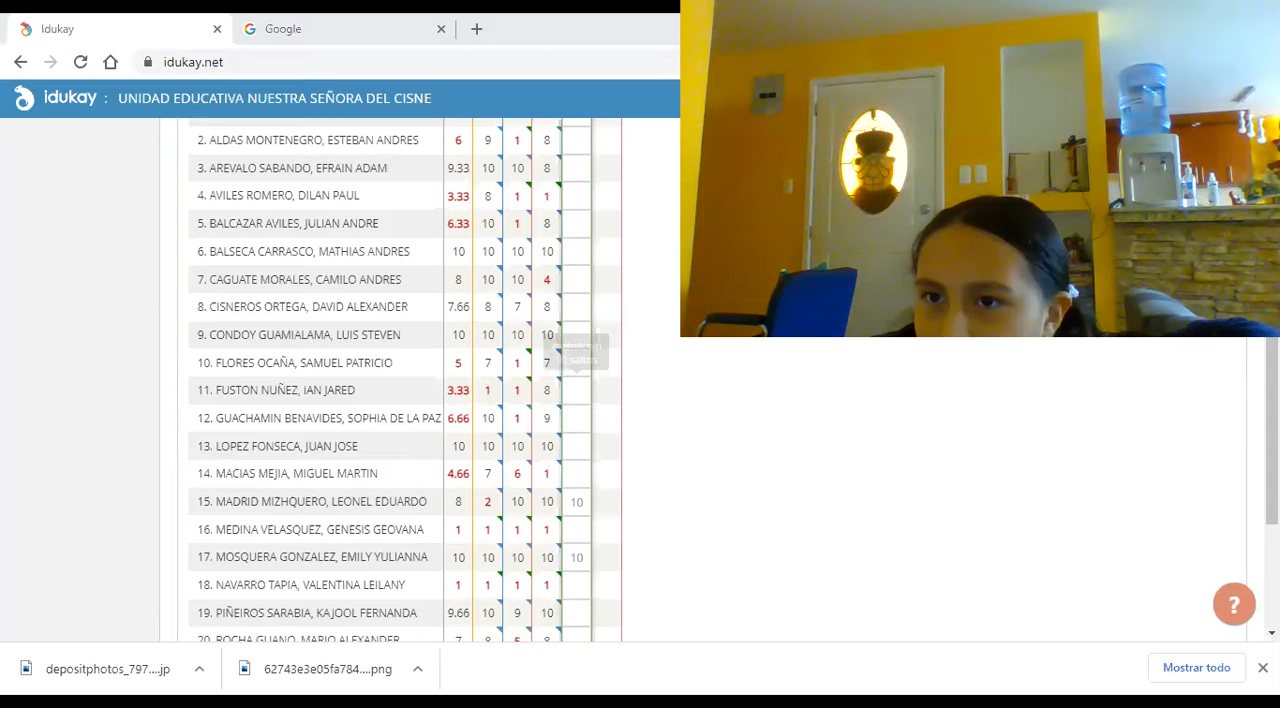 Idukay
Google
idukay.net
idukay : UNIDAD EDUCATIVA NUESTRA SEÑORA DEL CISNE
2. ALDAS MONTENEGRO, ESTEBAN ANDRES 6 9 1 8
3. AREVALO SABANDO, EFRAIN ADAM 9.33 10 10 8
4. AVILES ROMERO, DILAN PAUL 3.33 8 1 1
5. BALCAZAR AVILES, JULIAN ANDRE 6.33 10 1 8
6. BALSECA CARRASCO, MATHIAS ANDRES 10 10 10 10
7. CAGUATE MORALES, CAMILO ANDRES 8 10 10 4
8. CISNEROS ORTEGA, DAVID ALEXANDER 7.66 8 7 8
9. CONDOY GUAMIALAMA, LUIS STEVEN 10 10 10 10
saltos
10. FLORES OCAÑA, SAMUEL PATRICIO 5 7 1 7
11. FUSTON NUÑEZ, IAN JARED 3.33 1 1 8
12. GUACHAMIN BENAVIDES, SOPHIA DE LA PAZ 6.66 10 1 9
13. LOPEZ FONSECA, JUAN JOSE 10 10 10 10
14. MACIAS MEJIA, MIGUEL MARTIN 4.66 7 6 1
15. MADRID MIZHQUERO, LEONEL EDUARDO 8 2 10 10 10
16. MEDINA VELASQUEZ, GENESIS GEOVANA 1 1 1 1
17. MOSQUERA GONZALEZ, EMILY YULIANNA 10 10 10 10 10
18. NAVARRO TAPIA, VALENTINA LEILANY 1 1 1 1
19. PIÑEIROS SARABIA, KAJOOL FERNANDA 9.66 10 9 10
20. ROCHA GUANO, MARIO ALEXANDER 7 8 5 8
?
depositphotos_797....jp
62743e3e05fa784....png
Mostrar todo